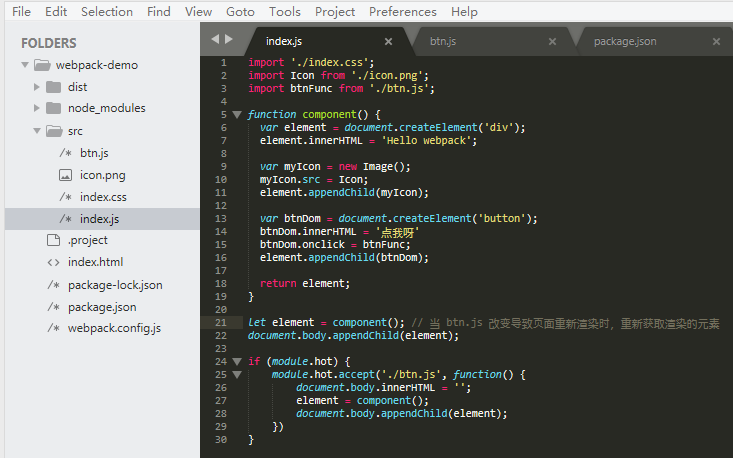 File Edit Selection Find View Goto Tools Project Preferences Help
FOLDERS
webpack-demo
dist
node_modules
src
btn.js
icon.png
index.css
index.js
.project
index.html
package-lock.json
package.json
webpack.config.js
index.js btn.js package.json
1 import './index.css';
2 import Icon from './icon.png';
3 import btnFunc from './btn.js';
4
5 function component() {
6 var element = document.createElement('div');
7 element.innerHTML = 'Hello webpack';
8
9 var myIcon = new Image();
10 myIcon.src = Icon;
11 element.appendChild(myIcon);
12
13 var btnDom = document.createElement('button');
14 btnDom.innerHTML = '点我呀'
15 btnDom.onclick = btnFunc;
16 element.appendChild(btnDom);
17
18 return element;
19 }
20
21 let element = component(); // 当 btn.js 改变导致页面重新渲染时，重新获取渲染的元素
22 document.body.appendChild(element);
23
24 if (module.hot) {
25 module.hot.accept('./btn.js', function() {
26 document.body.innerHTML = '';
27 element = component();
28 document.body.appendChild(element);
29 })
30 }